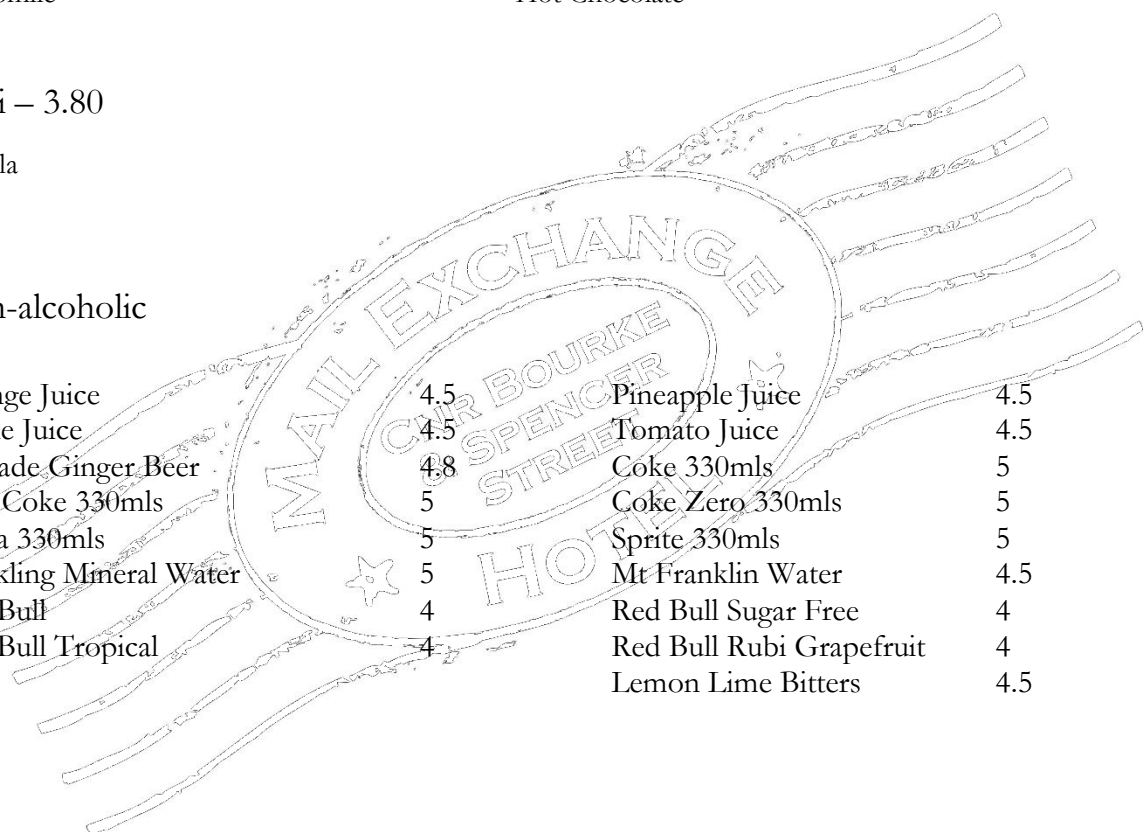 Hot Chocolate
i – 3.80
la
n-alcoholic
nge Juice 4.5 Pineapple Juice 4.5
le Juice 4.5 Tomato Juice 4.5
ade Ginger Beer 4.8 Coke 330mls 5
Coke 330mls 5 Coke Zero 330mls 5
a 330mls 5 Sprite 330mls 5
kling Mineral Water 5 Mt Franklin Water 4.5
Bull 4 Red Bull Sugar Free 4
Bull Tropical 4 Red Bull Rubi Grapefruit 4
Lemon Lime Bitters 4.5
MAIL EXCHANGE
CNR BOURKE
& SPENCER
STREET
HOTEL